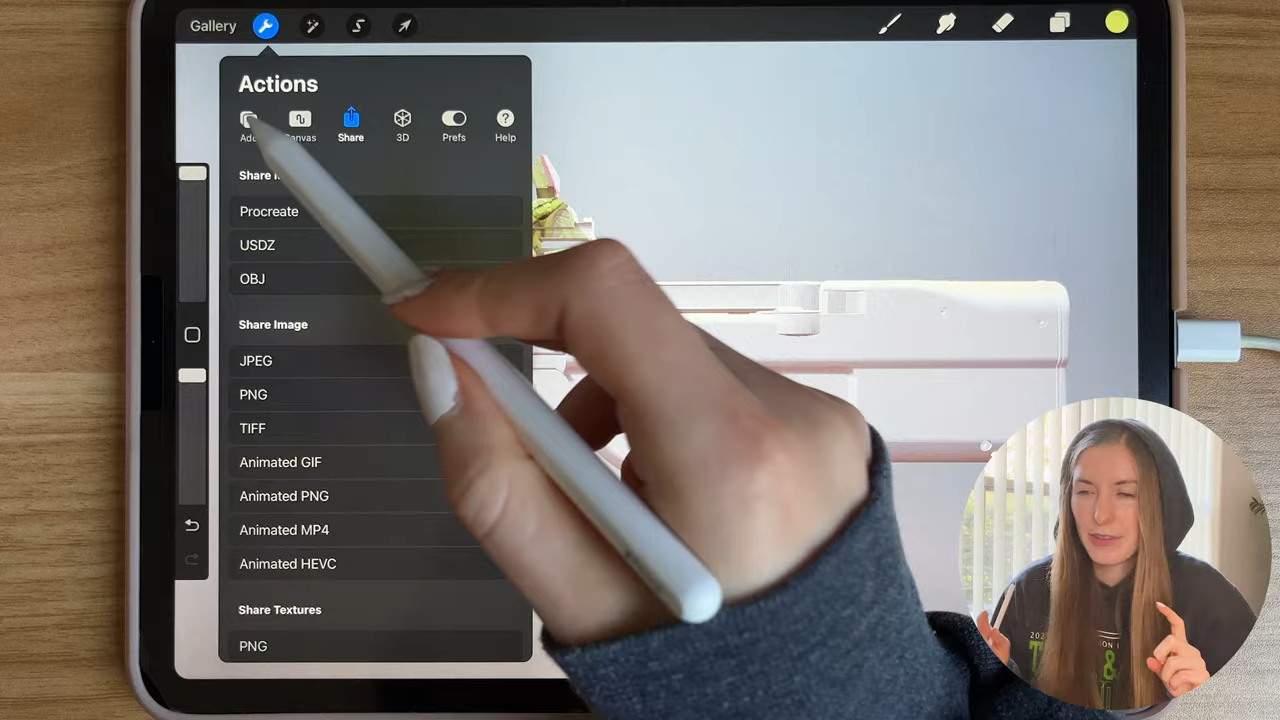 Gallery
Actions
Share
3D
Prefs
Help
Share
Procreate
USDZ
OBJ
Share Image
JPEG
PNG
TIFF
Animated GIF
Animated PNG
Animated MP4
Animated HEVC
Share Textures
PNG